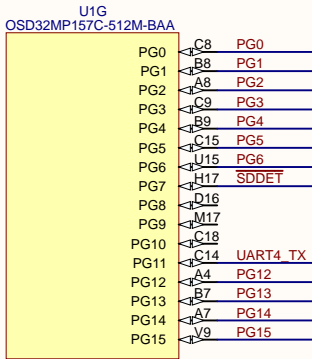 U1G
OSD32MP157C-512M-BAA
PG0 C8 PG0
PG1 B8 PG1
PG2 A8 PG2
PG3 C9 PG3
PG4 B9 PG4
PG5 C15 PG5
PG6 U15 PG6
PG7 H17 SDDET
PG8 D16
PG9 M17
PG10 C18
PG11 C14 UART4_TX
PG12 A4 PG12
PG13 B7 PG13
PG14 A7 PG14
PG15 V9 PG15